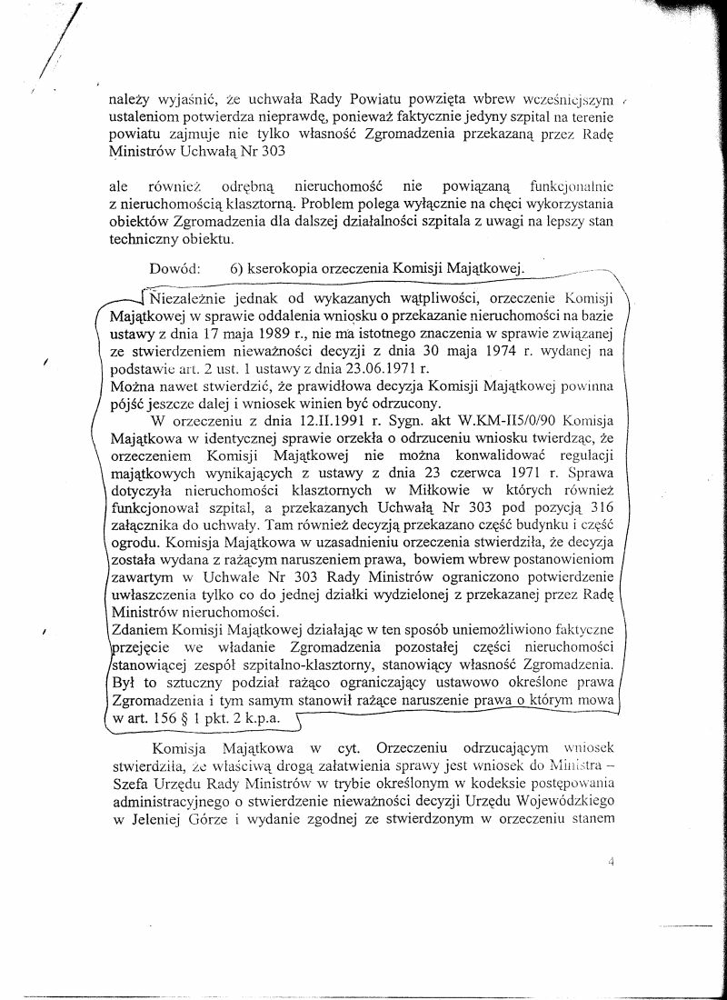 należy wyjaśnić, że uchwała Rady Powiatu powzięta wbrew wcześniejszym
ustaleniom potwierdza nieprawdę, ponieważ faktycznie jedyny szpital na terenie
powiatu zajmuje nie tylko własność Zgromadzenia przekazaną przez Radę
Ministrów Uchwałą Nr 303
ale również odrębną nieruchomość nie powiązaną funkcjonalnie
z nieruchomością klasztorną. Problem polega wyłącznie na chęci wykorzystania
obiektów Zgromadzenia dla dalszej działalności szpitala z uwagi na lepszy stan
techniczny obiektu.
Dowód: 6) kserokopia orzeczenia Komisji Majątkowej.
Niezależnie jednak od wykazanych wątpliwości, orzeczenie Komisji
Majątkowej w sprawie oddalenia wniosku o przekazanie nieruchomości na bazie
ustawy z dnia 17 maja 1989 r., nie ma istotnego znaczenia w sprawie związanej
ze stwierdzeniem nieważności decyzji z dnia 30 maja 1974 r. wydanej na
podstawie art. 2 ust. 1 ustawy z dnia 23.06.1971 r.
Można nawet stwierdzić, że prawidłowa decyzja Komisji Majątkowej powinna
pójść jeszcze dalej i wniosek winien być odrzucony.
W orzeczeniu z dnia 12.II.1991 r. Sygn. akt W.KM-II5/0/90 Komisja
Majątkowa w identycznej sprawie orzekła o odrzuceniu wniosku twierdząc, że
orzeczeniem Komisji Majątkowej nie można konwalidować regulacji
majątkowych wynikających z ustawy z dnia 23 czerwca 1971 r. Sprawa
dotyczyła nieruchomości klasztornych w Miłkowie w których również
funkcjonował szpital, a przekazanych Uchwałą Nr 303 pod pozycją 316
załącznika do uchwały. Tam również decyzją przekazano część budynku i część
ogrodu. Komisja Majątkowa w uzasadnieniu orzeczenia stwierdziła, że decyzja
została wydana z rażącym naruszeniem prawa, bowiem wbrew postanowieniom
zawartym w Uchwale Nr 303 Rady Ministrów ograniczono potwierdzenie
uwłaszczenia tylko co do jednej działki wydzielonej z przekazanej przez Radę
Ministrów nieruchomości.
Zdaniem Komisji Majątkowej działając w ten sposób uniemożliwiono faktyczne
przejęcie we władanie Zgromadzenia pozostałej części nieruchomości
stanowiącej zespół szpitalno-klasztorny, stanowiący własność Zgromadzenia.
Był to sztuczny podział rażąco ograniczający ustawowo określone prawa
Zgromadzenia i tym samym stanowił rażące naruszenie prawa o którym mowa
w art. 156 § 1 pkt. 2 k.p.a.
Komisja Majątkowa w cyt. Orzeczeniu odrzucającym wniosek
stwierdziła, że właściwą drogą załatwienia sprawy jest wniosek do Ministra –
Szefa Urzędu Rady Ministrów w trybie określonym w kodeksie postępowania
administracyjnego o stwierdzenie nieważności decyzji Urzędu Wojewódzkiego
w Jeleniej Górze i wydanie zgodnej ze stwierdzonym w orzeczeniu stanem
4